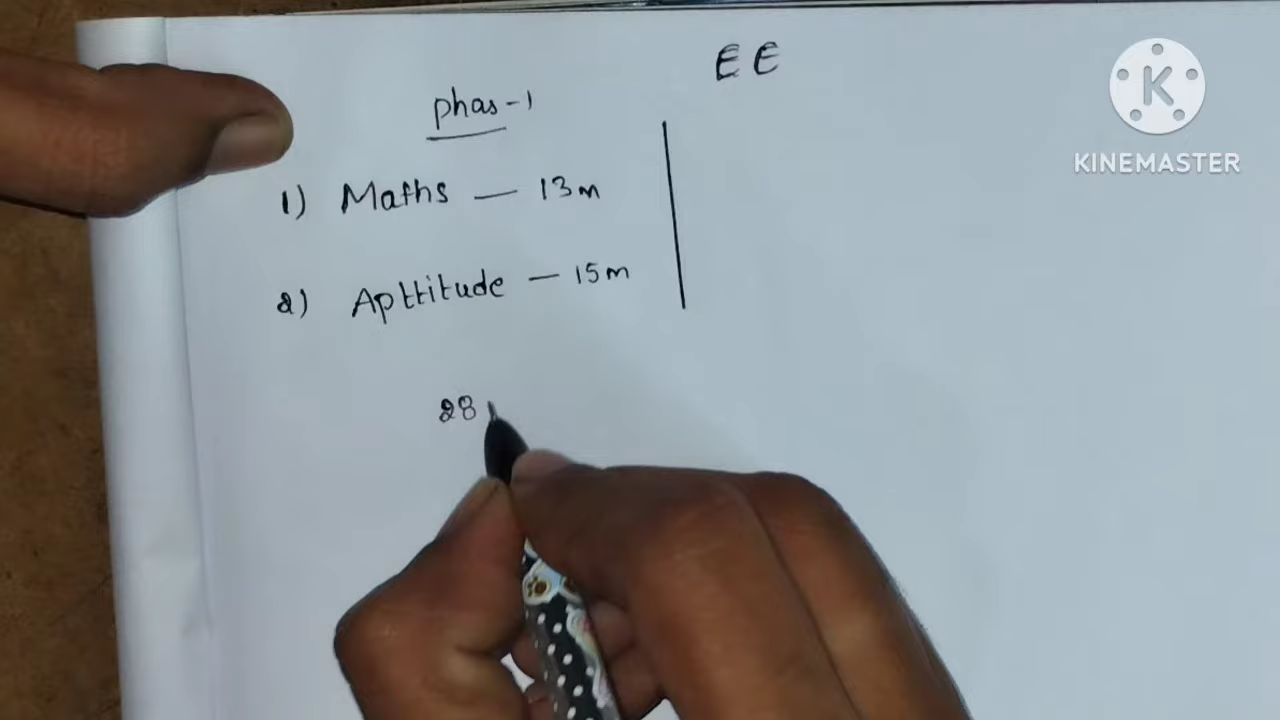 EE
phas-1
1) Maths — 13m
2) Apttitude — 15m
28
K
KINEMASTER